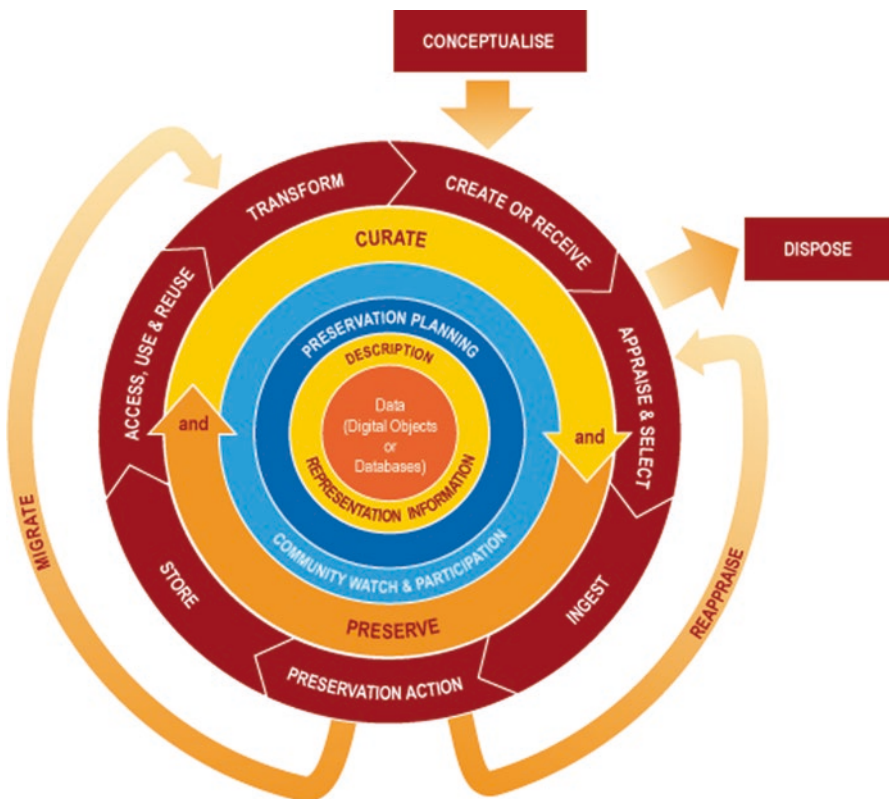 CONCEPTUALISE
TRANSFORM
CREATE OR RECEIVE
DISPOSE
APPRAISE & SELECT
INGEST
PRESERVATION ACTION
STORE
ACCESS, USE & REUSE
MIGRATE
REAPPRAISE
CURATE
and
PRESERVE
and
COMMUNITY WATCH & PARTICIPATION
PRESERVATION PLANNING
DESCRIPTION
REPRESENTATION INFORMATION
Data
(Digital Objects
or
Databases)